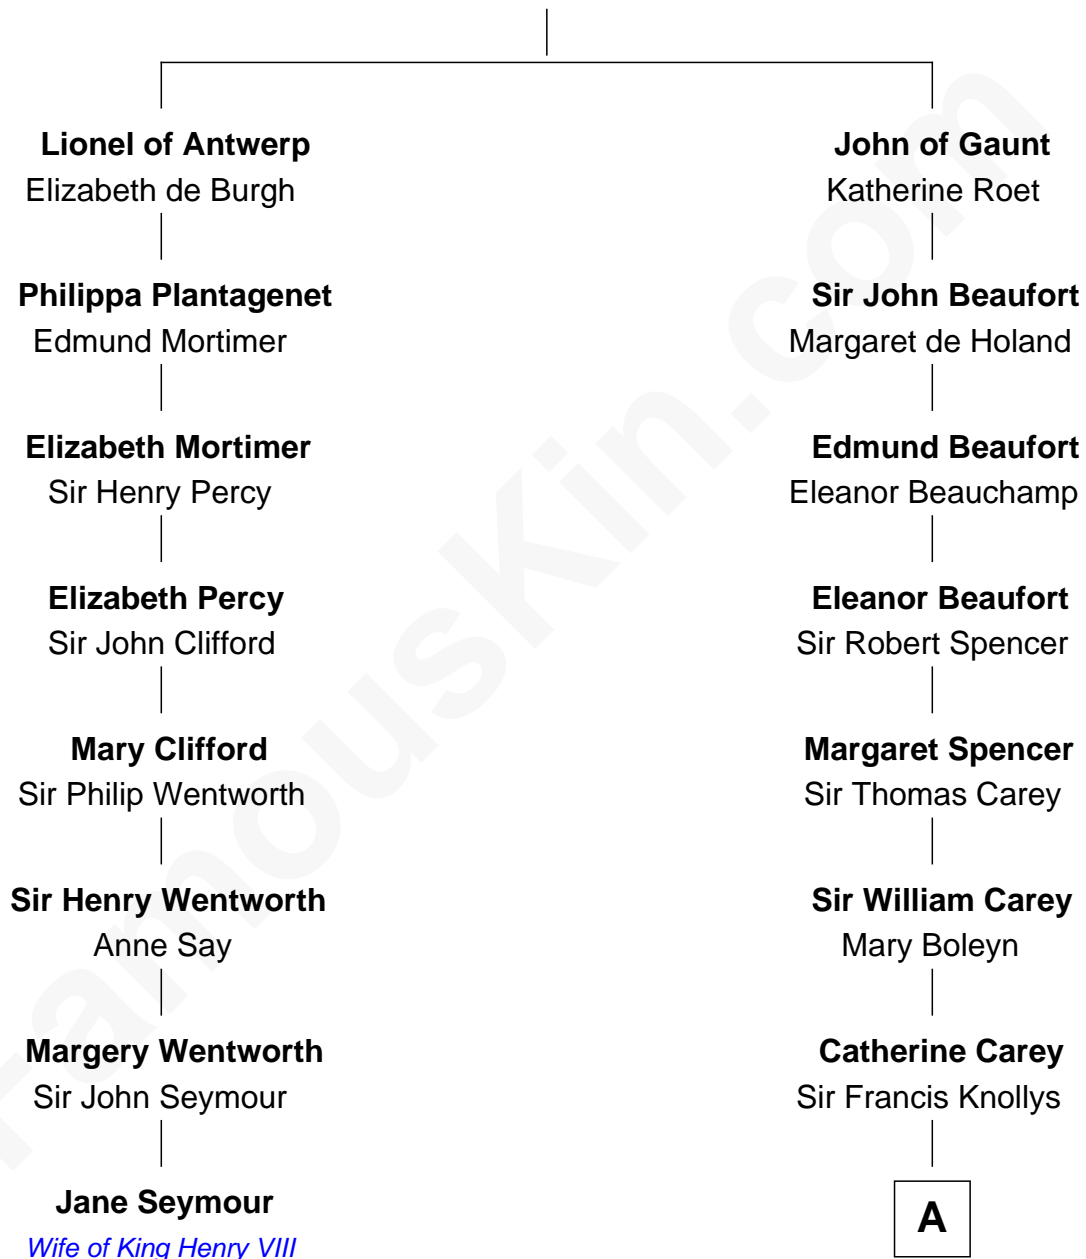 Lionel of Antwerp
Elizabeth de Burgh
Philippa Plantagenet
Edmund Mortimer
Elizabeth Mortimer
Sir Henry Percy
Elizabeth Percy
Sir John Clifford
Mary Clifford
Sir Philip Wentworth
Sir Henry Wentworth
Anne Say
Margery Wentworth
Sir John Seymour
Jane Seymour
Wife of King Henry VIII
John of Gaunt
Katherine Roet
Sir John Beaufort
Margaret de Holand
Edmund Beaufort
Eleanor Beauchamp
Eleanor Beaufort
Sir Robert Spencer
Margaret Spencer
Sir Thomas Carey
Sir William Carey
Mary Boleyn
Catherine Carey
Sir Francis Knollys
A
FamousKin.com